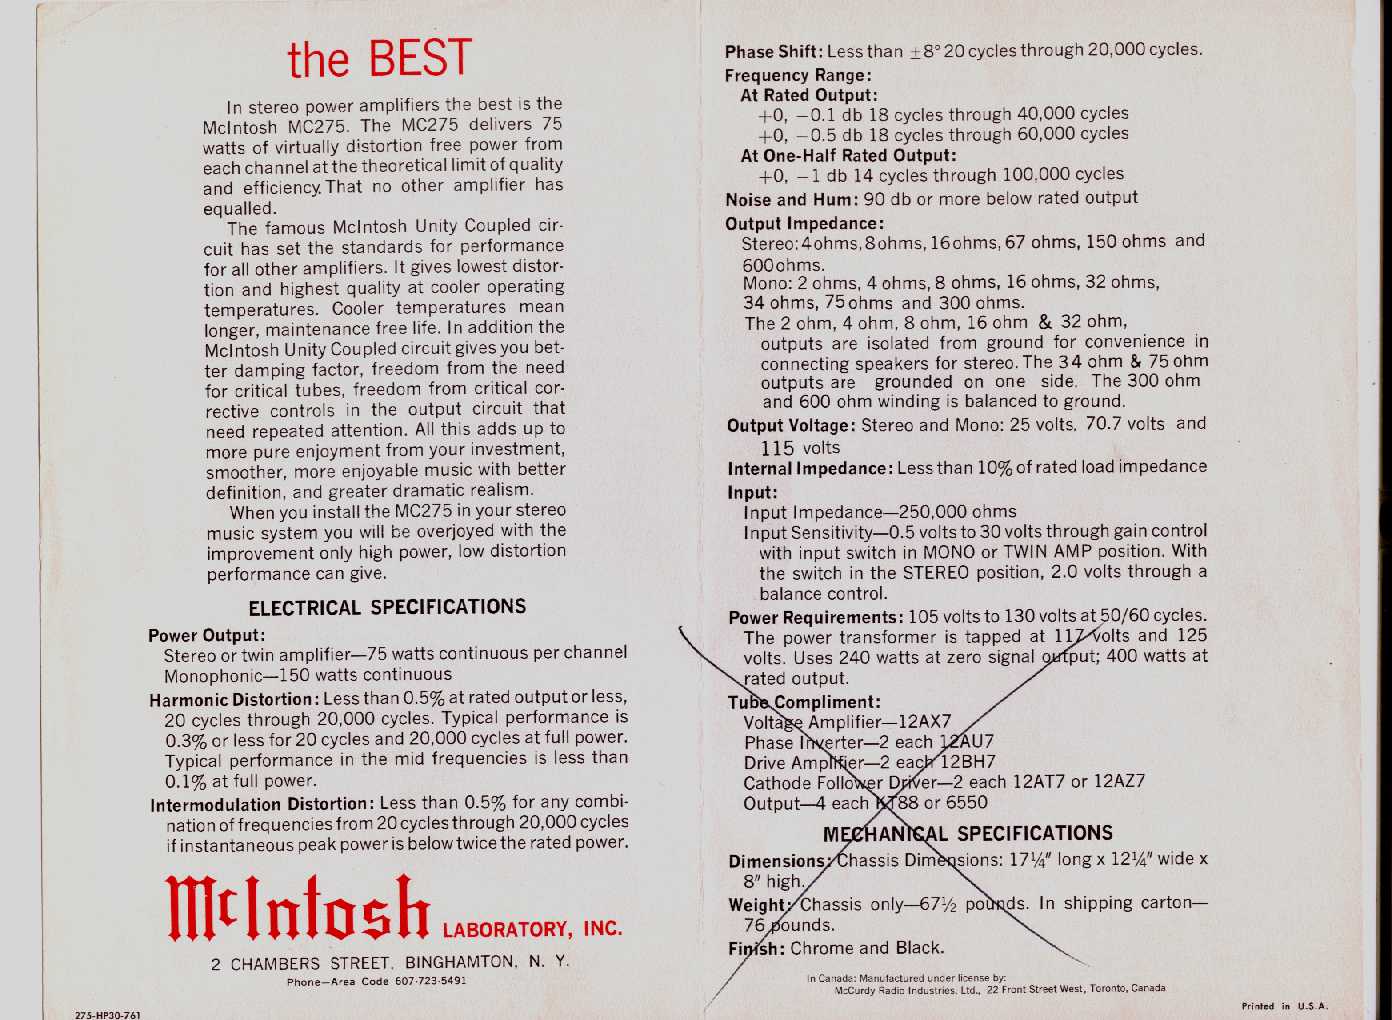 the BEST
In stereo power amplifiers the best is the
McIntosh MC275. The MC275 delivers 75
watts of virtually distortion free power from
each channel at the theoretical limit of quality
and efficiency. That no other amplifier has
equalled.
The famous McIntosh Unity Coupled cir-
cuit has set the standards for performance
for all other amplifiers. It gives lowest distor-
tion and highest quality at cooler operating
temperatures. Cooler temperatures mean
longer, maintenance free life. In addition the
McIntosh Unity Coupled circuit gives you bet-
ter damping factor, freedom from the need
for critical tubes, freedom from critical cor-
rective controls in the output circuit that
need repeated attention. All this adds up to
more pure enjoyment from your investment,
smoother, more enjoyable music with better
definition, and greater dramatic realism.
When you install the MC275 in your stereo
music system you will be overjoyed with the
improvement only high power, low distortion
performance can give.
ELECTRICAL SPECIFICATIONS
Power Output:
Stereo or twin amplifier—75 watts continuous per channel
Monophonic—150 watts continuous
Harmonic Distortion: Less than 0.5% at rated output or less,
20 cycles through 20,000 cycles. Typical performance is
0.3% or less for 20 cycles and 20,000 cycles at full power.
Typical performance in the mid frequencies is less than
0.1% at full power.
Intermodulation Distortion: Less than 0.5% for any combi-
nation of frequencies from 20 cycles through 20,000 cycles
if instantaneous peak power is below twice the rated power.
McIntosh LABORATORY, INC.
2 CHAMBERS STREET, BINGHAMTON, N. Y.
Phone—Area Code 607-723-5491
275-HP30-761
Phase Shift: Less than ±8° 20 cycles through 20,000 cycles.
Frequency Range:
At Rated Output:
+0, −0.1 db 18 cycles through 40,000 cycles
+0, −0.5 db 18 cycles through 60,000 cycles
At One-Half Rated Output:
+0, −1 db 14 cycles through 100,000 cycles
Noise and Hum: 90 db or more below rated output
Output Impedance:
Stereo: 4 ohms, 8 ohms, 16 ohms, 67 ohms, 150 ohms and
600 ohms.
Mono: 2 ohms, 4 ohms, 8 ohms, 16 ohms, 32 ohms,
34 ohms, 75 ohms and 300 ohms.
The 2 ohm, 4 ohm, 8 ohm, 16 ohm & 32 ohm,
outputs are isolated from ground for convenience in
connecting speakers for stereo. The 34 ohm & 75 ohm
outputs are grounded on one side. The 300 ohm
and 600 ohm winding is balanced to ground.
Output Voltage: Stereo and Mono: 25 volts, 70.7 volts and
115 volts
Internal Impedance: Less than 10% of rated load impedance
Input:
Input Impedance—250,000 ohms
Input Sensitivity—0.5 volts to 30 volts through gain control
with input switch in MONO or TWIN AMP position. With
the switch in the STEREO position, 2.0 volts through a
balance control.
Power Requirements: 105 volts to 130 volts at 50/60 cycles.
The power transformer is tapped at 117 volts and 125
volts. Uses 240 watts at zero signal output; 400 watts at
rated output.
Tube Compliment:
Voltage Amplifier—12AX7
Phase Inverter—2 each 12AU7
Drive Amplifier—2 each 12BH7
Cathode Follower Driver—2 each 12AT7 or 12AZ7
Output—4 each KT88 or 6550
MECHANICAL SPECIFICATIONS
Dimensions: Chassis Dimensions: 17¼″ long x 12¼″ wide x
8″ high.
Weight: Chassis only—67½ pounds. In shipping carton—
76 pounds.
Finish: Chrome and Black.
In Canada: Manufactured under license by:
McCurdy Radio Industries, Ltd., 22 Front Street West, Toronto, Canada
Printed in U.S.A.